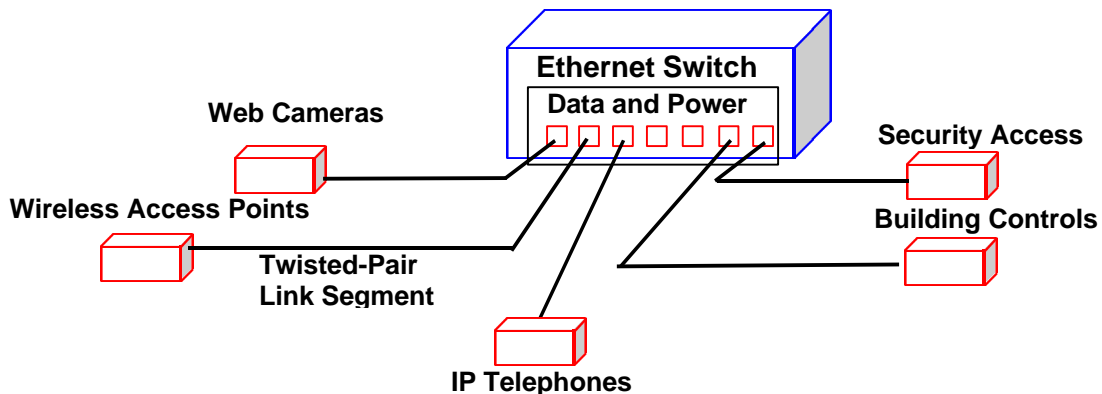 Ethernet Switch
Data and Power
Web Cameras
Security Access
Wireless Access Points
Building Controls
Twisted-Pair
Link Segment
IP Telephones